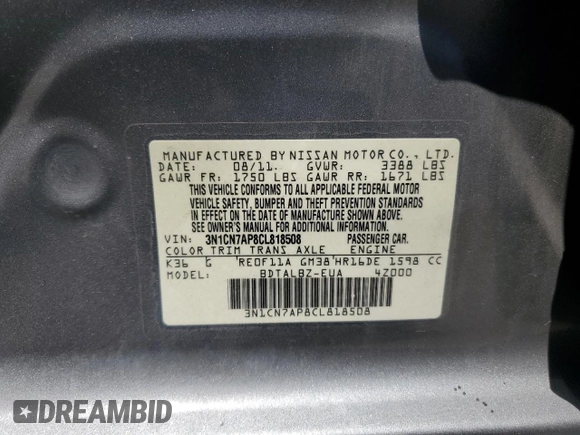 MANUFACTURED BY NISSAN MOTOR CO., LTD.
DATE: 08/11. GVWR: 3388 LBS
GAWR FR: 1750 LBS GAWR RR: 1671 LBS
THIS VEHICLE CONFORMS TO ALL APPLICABLE FEDERAL MOTOR
VEHICLE SAFETY, BUMPER AND THEFT PREVENTION STANDARDS
IN EFFECT ON THE DATE OF MANUFACTURE SHOWN ABOVE.
SEE OWNER'S MANUAL FOR ADDITIONAL INFORMATION.
VIN: 3N1CN7AP8CL818508 PASSENGER CAR.
COLOR TRIM TRANS AXLE ENGINE
K36 G RE0F11A GM38 HR16DE 1598 CC
MODEL: BDTALBZ-EUA 4Z000
3N1CN7AP8CL818508
DREAMBID